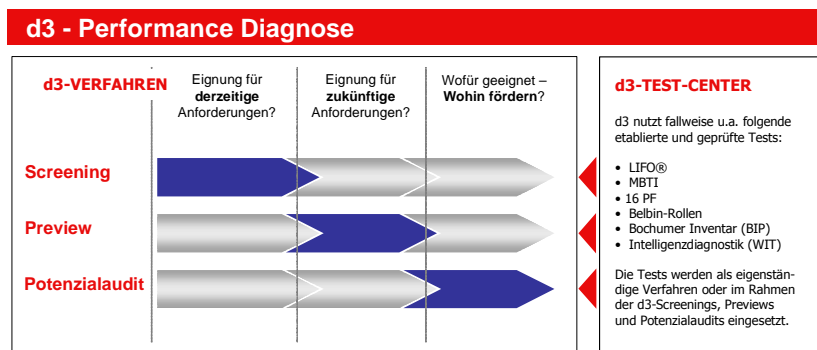 d3 - Performance Diagnose
d3-VERFAHREN
Eignung für
derzeitige
Anforderungen?
Eignung für
zukünftige
Anforderungen?
Wofür geeignet –
Wohin fördern?
Screening
Preview
Potenzialaudit
d3-TEST-CENTER
d3 nutzt fallweise u.a. folgende
etablierte und geprüfte Tests:
• LIFO®
• MBTI
• 16 PF
• Belbin-Rollen
• Bochumer Inventar (BIP)
• Intelligenzdiagnostik (WIT)
Die Tests werden als eigenstän-
dige Verfahren oder im Rahmen
der d3-Screenings, Previews
und Potenzialaudits eingesetzt.